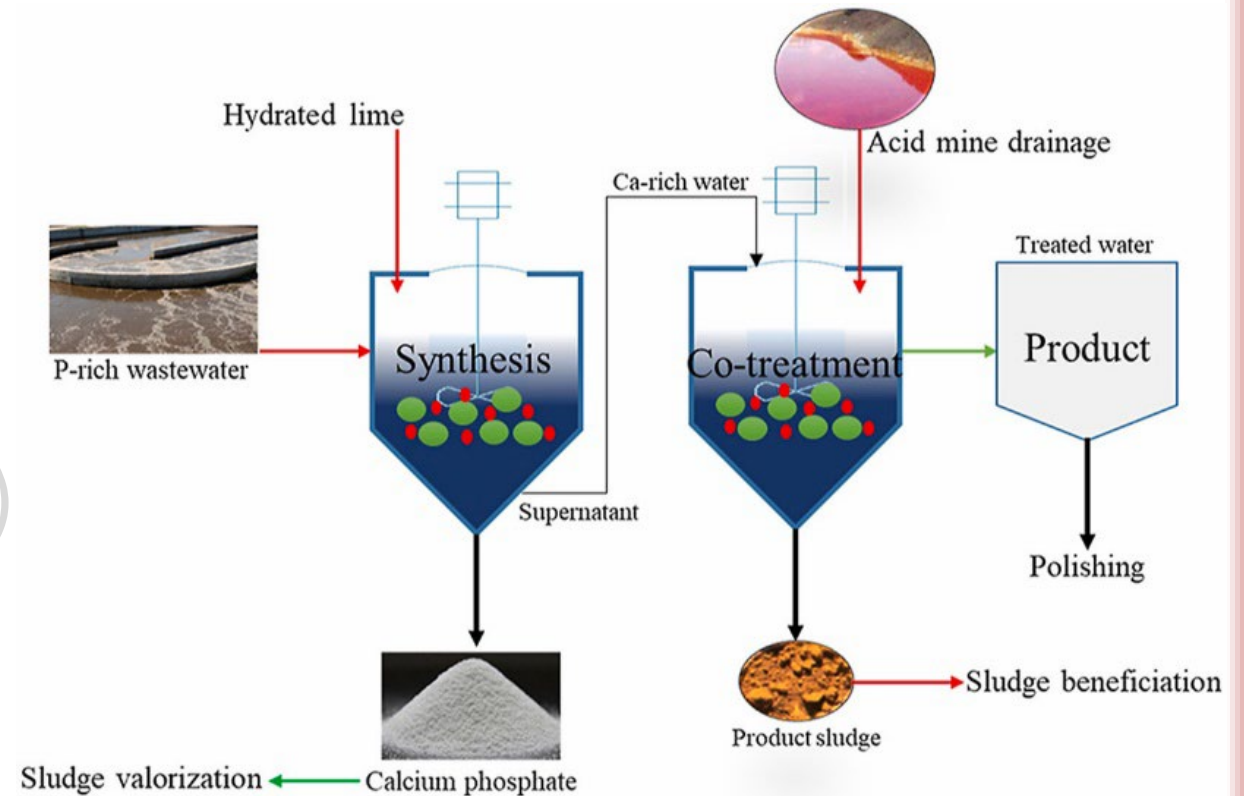 Hydrated lime
Acid mine drainage
Ca-rich water
P-rich wastewater
Synthesis
Co-treatment
Treated water
Product
Supernatant
Polishing
Product sludge
Sludge beneficiation
Calcium phosphate
Sludge valorization